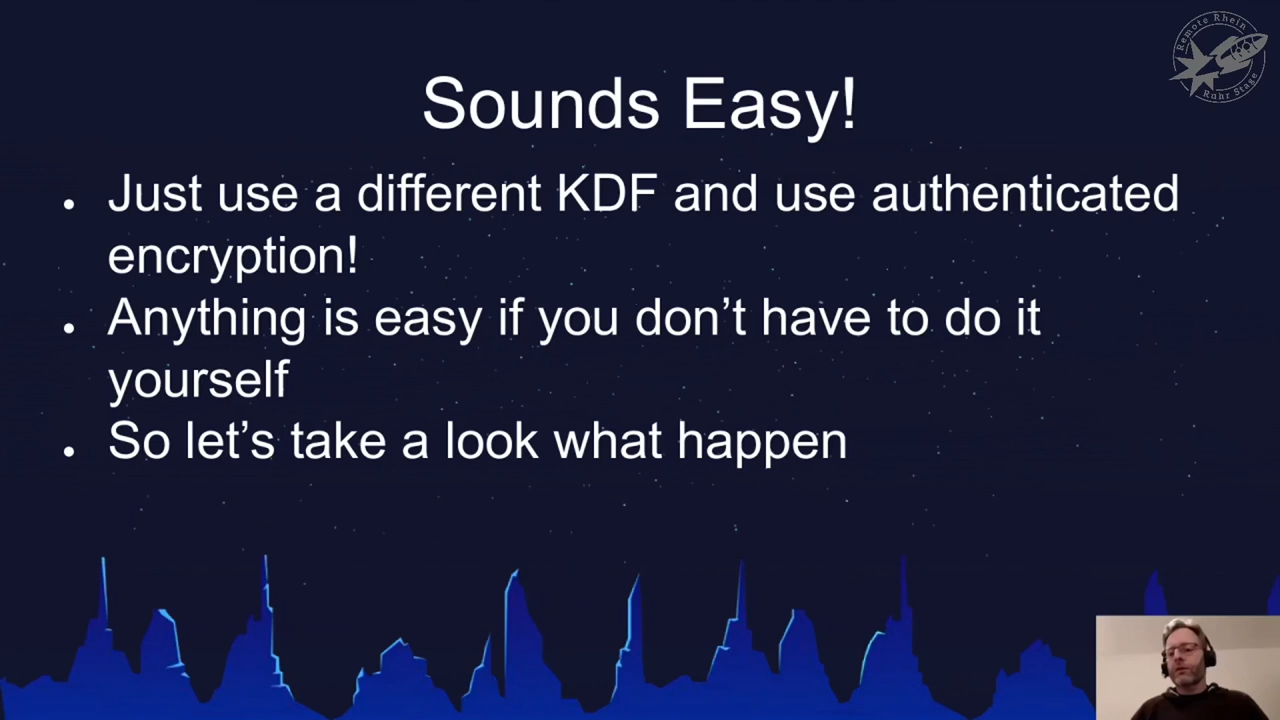 Remote Rhein
Ruhr Stage
Sounds Easy!
• Just use a different KDF and use authenticated
encryption!
• Anything is easy if you don’t have to do it
yourself
• So let’s take a look what happen